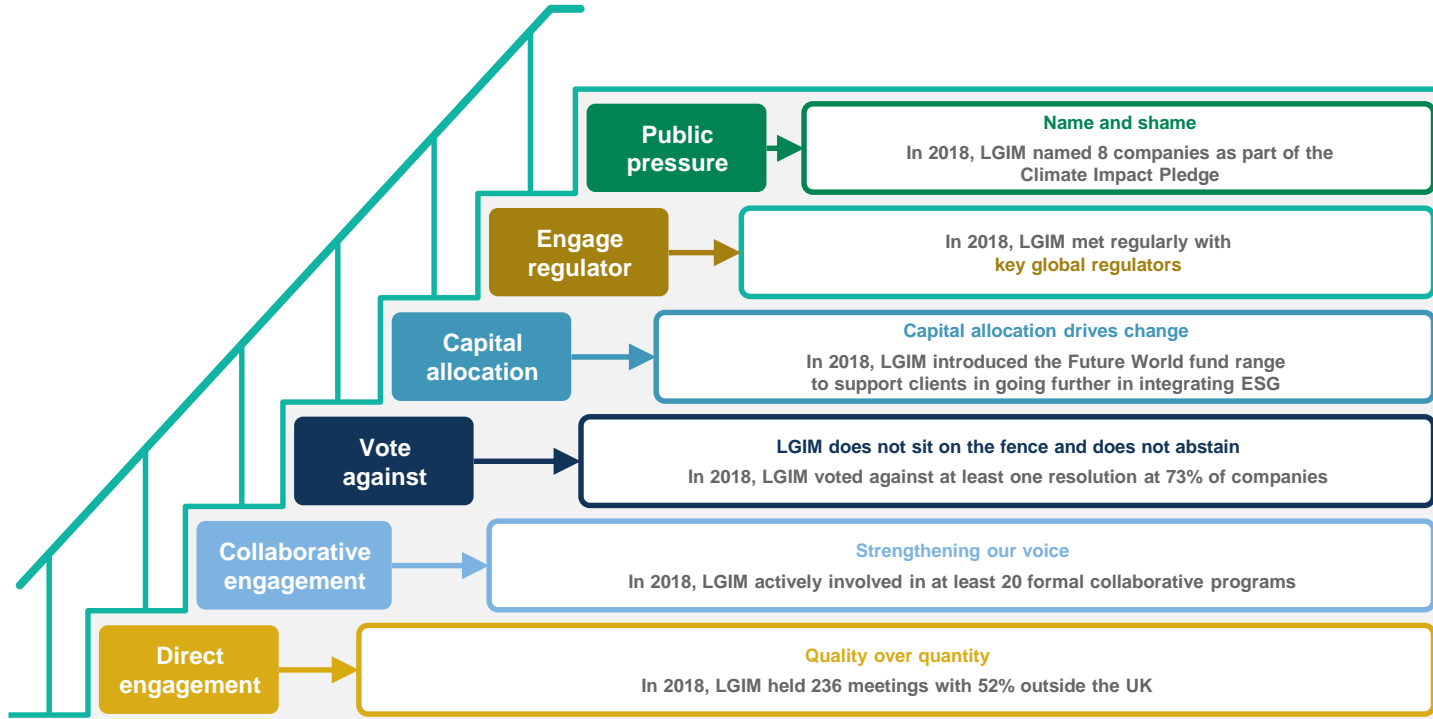 Public
pressure
Name and shame
In 2018, LGIM named 8 companies as part of the
Climate Impact Pledge
Engage
regulator
In 2018, LGIM met regularly with
key global regulators
Capital
allocation
Capital allocation drives change
In 2018, LGIM introduced the Future World fund range
to support clients in going further in integrating ESG
Vote
against
LGIM does not sit on the fence and does not abstain
In 2018, LGIM voted against at least one resolution at 73% of companies
Collaborative
engagement
Strengthening our voice
In 2018, LGIM actively involved in at least 20 formal collaborative programs
Direct
engagement
Quality over quantity
In 2018, LGIM held 236 meetings with 52% outside the UK